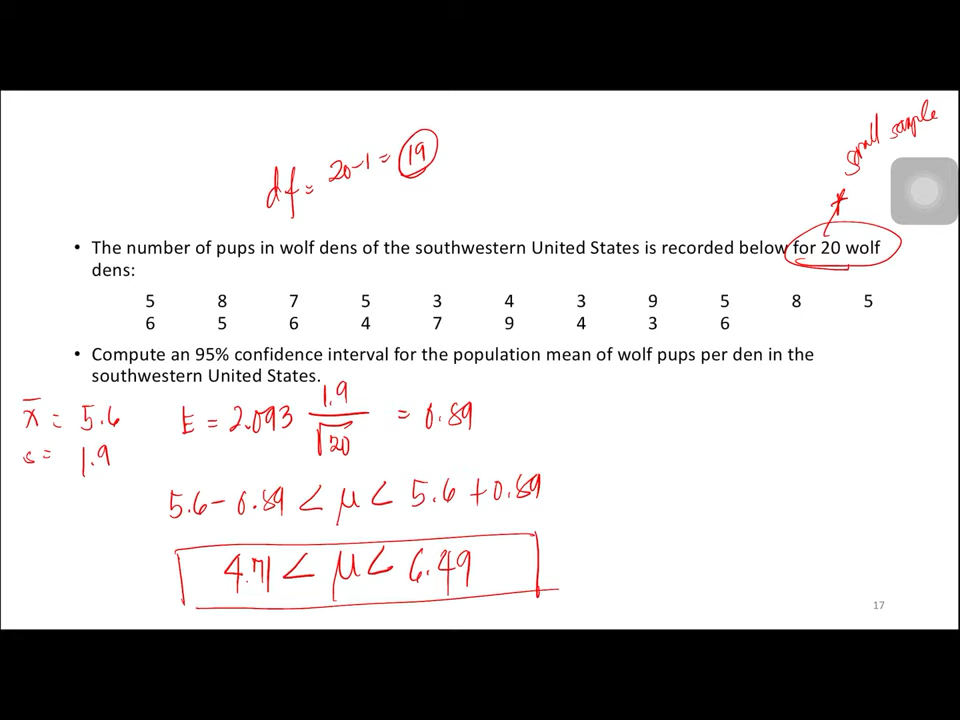 small sample
df = 20-1 = 19
• The number of pups in wolf dens of the southwestern United States is recorded below for 20 wolf
dens:
5 8 7 5 3 4 3 9 5 8 5
6 5 6 4 7 9 4 3 6
• Compute an 95% confidence interval for the population mean of wolf pups per den in the
southwestern United States.
x̄ = 5.6 E = 2.093 1.9/√20 = 0.89
s = 1.9
5.6 - 0.89 < μ < 5.6 + 0.89
4.71 < μ < 6.49
17